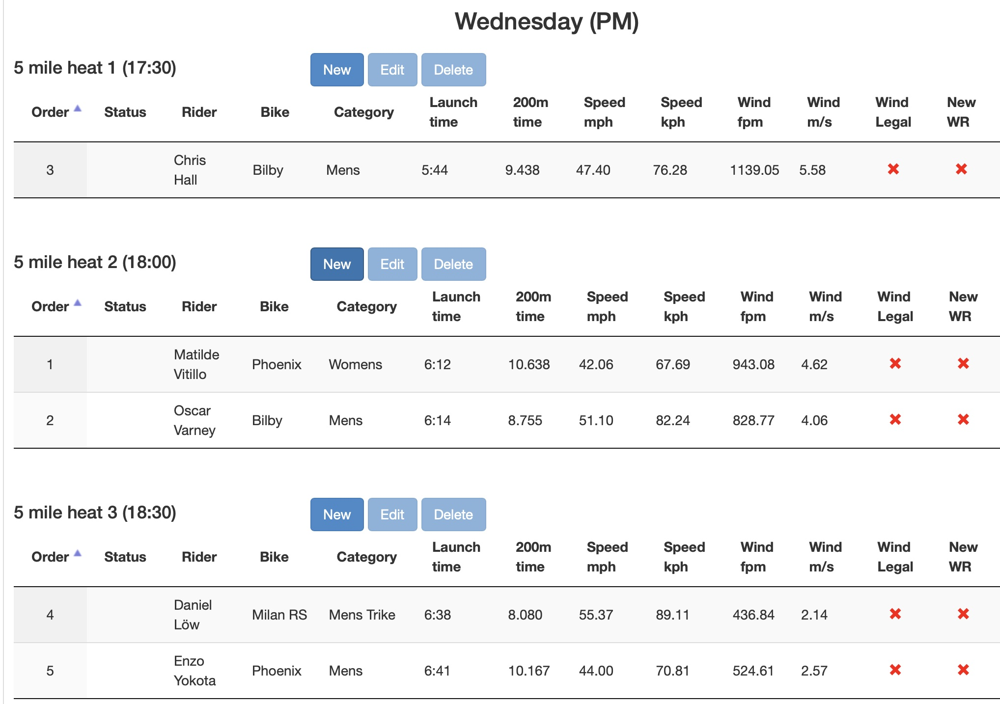 Wednesday (PM)
5 mile heat 1 (17:30) New Edit Delete
Order Status Rider Bike Category Launch time 200m time Speed mph Speed kph Wind fpm Wind m/s Wind Legal New WR
3 Chris Hall Bilby Mens 5:44 9.438 47.40 76.28 1139.05 5.58
5 mile heat 2 (18:00) New Edit Delete
Order Status Rider Bike Category Launch time 200m time Speed mph Speed kph Wind fpm Wind m/s Wind Legal New WR
1 Matilde Vitillo Phoenix Womens 6:12 10.638 42.06 67.69 943.08 4.62
2 Oscar Varney Bilby Mens 6:14 8.755 51.10 82.24 828.77 4.06
5 mile heat 3 (18:30) New Edit Delete
Order Status Rider Bike Category Launch time 200m time Speed mph Speed kph Wind fpm Wind m/s Wind Legal New WR
4 Daniel Löw Milan RS Mens Trike 6:38 8.080 55.37 89.11 436.84 2.14
5 Enzo Yokota Phoenix Mens 6:41 10.167 44.00 70.81 524.61 2.57